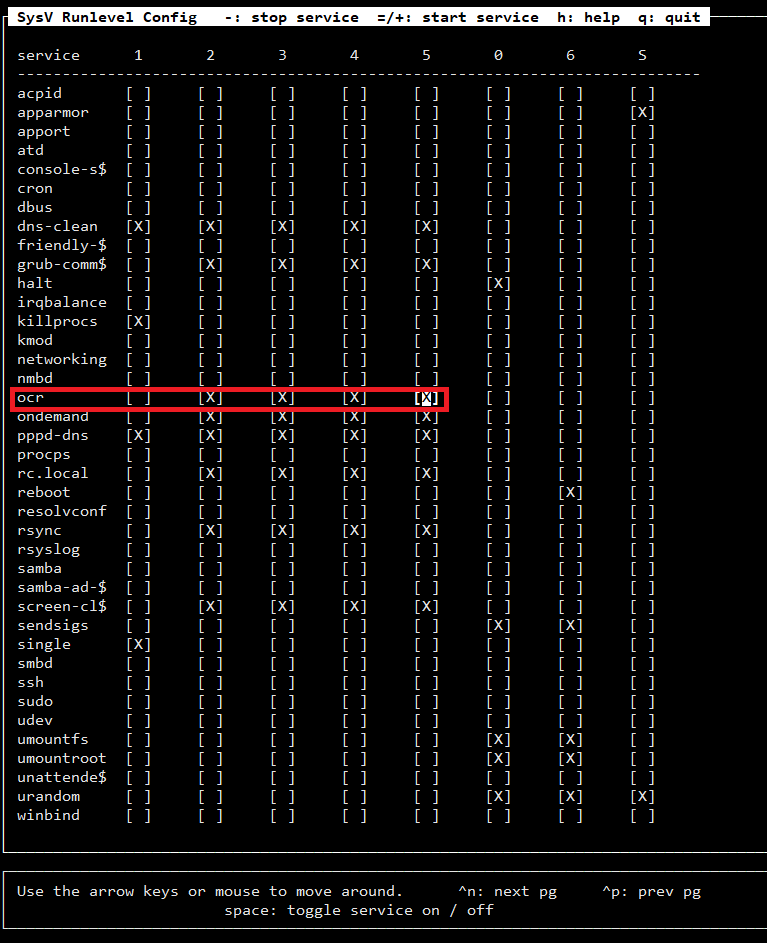 SysV Runlevel Config   -: stop service  =/+: start service  h: help  q: quit
service      1       2       3       4       5       0       6       S
----------------------------------------------------------------------------
acpid       [ ]     [ ]     [ ]     [ ]     [ ]     [ ]     [ ]     [ ]
apparmor    [ ]     [ ]     [ ]     [ ]     [ ]     [ ]     [ ]     [X]
apport      [ ]     [ ]     [ ]     [ ]     [ ]     [ ]     [ ]     [ ]
atd         [ ]     [ ]     [ ]     [ ]     [ ]     [ ]     [ ]     [ ]
console-s$  [ ]     [ ]     [ ]     [ ]     [ ]     [ ]     [ ]     [ ]
cron        [ ]     [ ]     [ ]     [ ]     [ ]     [ ]     [ ]     [ ]
dbus        [ ]     [ ]     [ ]     [ ]     [ ]     [ ]     [ ]     [ ]
dns-clean   [X]     [X]     [X]     [X]     [X]     [ ]     [ ]     [ ]
friendly-$  [ ]     [ ]     [ ]     [ ]     [ ]     [ ]     [ ]     [ ]
grub-comm$  [ ]     [X]     [X]     [X]     [X]     [ ]     [ ]     [ ]
halt        [ ]     [ ]     [ ]     [ ]     [ ]     [X]     [ ]     [ ]
irqbalance  [ ]     [ ]     [ ]     [ ]     [ ]     [ ]     [ ]     [ ]
killprocs   [X]     [ ]     [ ]     [ ]     [ ]     [ ]     [ ]     [ ]
kmod        [ ]     [ ]     [ ]     [ ]     [ ]     [ ]     [ ]     [ ]
networking  [ ]     [ ]     [ ]     [ ]     [ ]     [ ]     [ ]     [ ]
nmbd        [ ]     [ ]     [ ]     [ ]     [ ]     [ ]     [ ]     [ ]
ocr         [ ]     [X]     [X]     [X]     [X]     [ ]     [ ]     [ ]
ondemand    [ ]     [X]     [X]     [X]     [X]     [ ]     [ ]     [ ]
pppd-dns    [X]     [X]     [X]     [X]     [X]     [ ]     [ ]     [ ]
procps      [ ]     [ ]     [ ]     [ ]     [ ]     [ ]     [ ]     [ ]
rc.local    [ ]     [X]     [X]     [X]     [X]     [ ]     [ ]     [ ]
reboot      [ ]     [ ]     [ ]     [ ]     [ ]     [ ]     [X]     [ ]
resolvconf  [ ]     [ ]     [ ]     [ ]     [ ]     [ ]     [ ]     [ ]
rsync       [ ]     [X]     [X]     [X]     [X]     [ ]     [ ]     [ ]
rsyslog     [ ]     [ ]     [ ]     [ ]     [ ]     [ ]     [ ]     [ ]
samba       [ ]     [ ]     [ ]     [ ]     [ ]     [ ]     [ ]     [ ]
samba-ad-$  [ ]     [ ]     [ ]     [ ]     [ ]     [ ]     [ ]     [ ]
screen-cl$  [ ]     [X]     [X]     [X]     [X]     [ ]     [ ]     [ ]
sendsigs    [ ]     [ ]     [ ]     [ ]     [ ]     [X]     [X]     [ ]
single      [X]     [ ]     [ ]     [ ]     [ ]     [ ]     [ ]     [ ]
smbd        [ ]     [ ]     [ ]     [ ]     [ ]     [ ]     [ ]     [ ]
ssh         [ ]     [ ]     [ ]     [ ]     [ ]     [ ]     [ ]     [ ]
sudo        [ ]     [ ]     [ ]     [ ]     [ ]     [ ]     [ ]     [ ]
udev        [ ]     [ ]     [ ]     [ ]     [ ]     [ ]     [ ]     [ ]
umountfs    [ ]     [ ]     [ ]     [ ]     [ ]     [X]     [X]     [ ]
umountroot  [ ]     [ ]     [ ]     [ ]     [ ]     [X]     [X]     [ ]
unattende$  [ ]     [ ]     [ ]     [ ]     [ ]     [ ]     [ ]     [ ]
urandom     [ ]     [ ]     [ ]     [ ]     [ ]     [X]     [X]     [X]
winbind     [ ]     [ ]     [ ]     [ ]     [ ]     [ ]     [ ]     [ ]
Use the arrow keys or mouse to move around.      ^n: next pg     ^p: prev pg
space: toggle service on / off